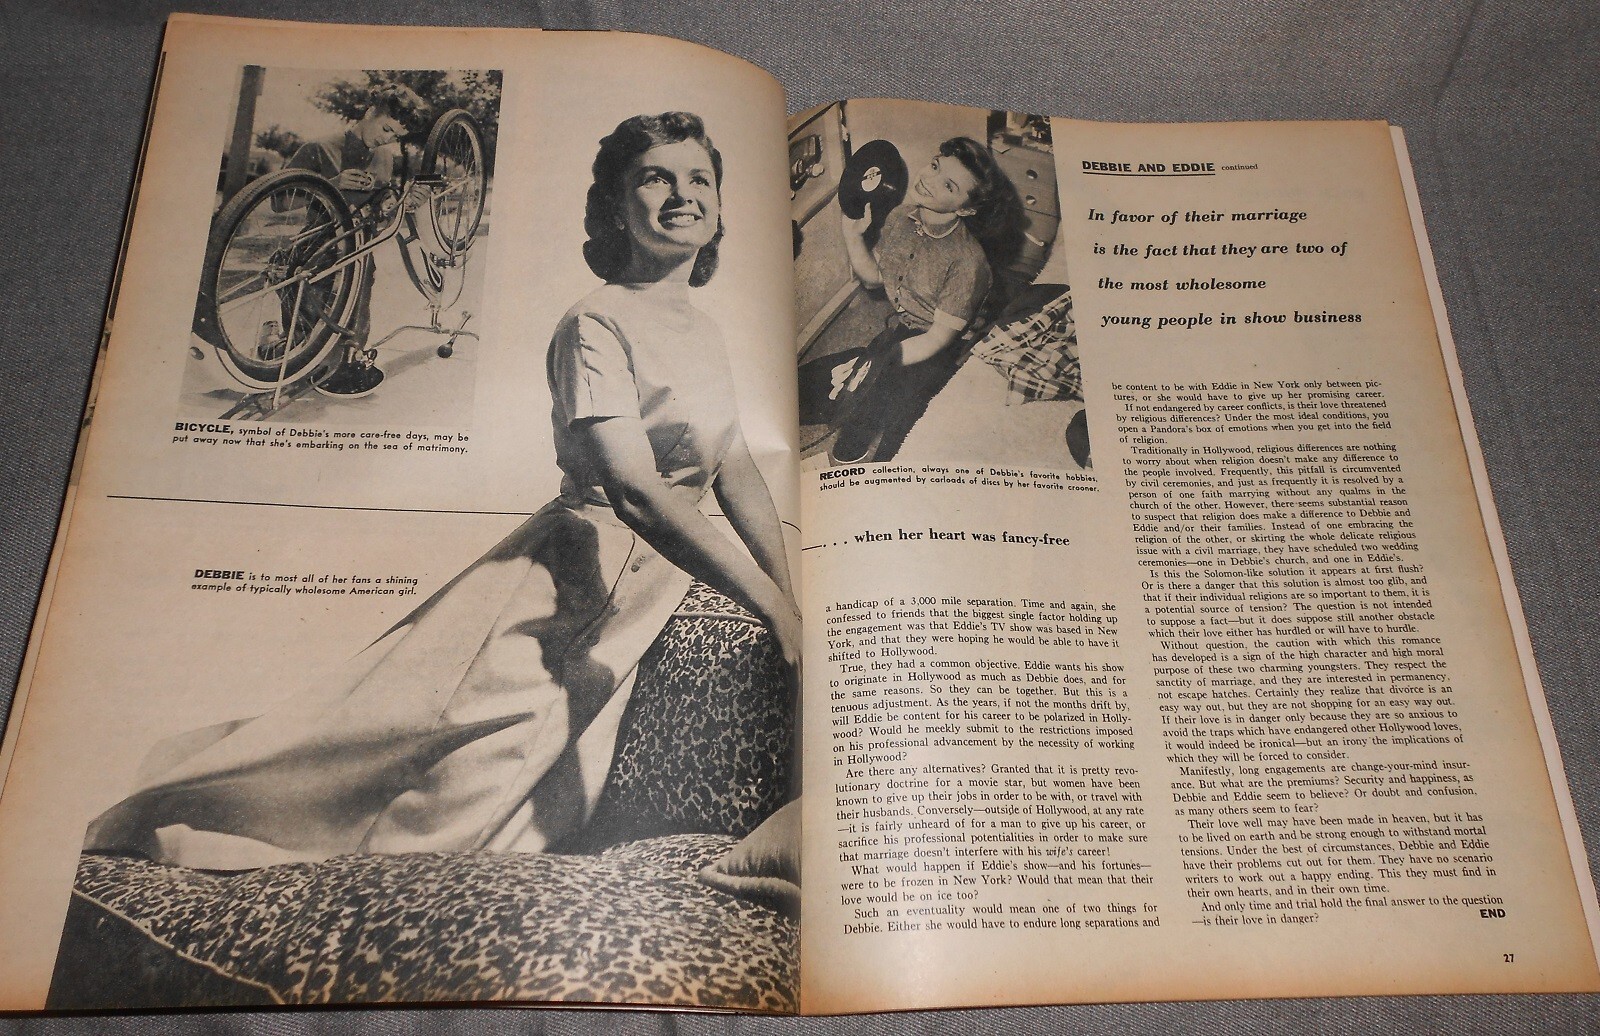 BICYCLE, symbol of Debbie's more care-free days, may be
put away now that she's embarking on the sea of matrimony.
DEBBIE is to most all of her fans a shining
example of typically wholesome American girl.
RECORD collection, always one of Debbie's favorite hobbies,
should be augmented by carloads of discs by her favorite crooner.
. . . when her heart was fancy-free
a handicap of a 3,000 mile separation. Time and again, she
confessed to friends that the biggest single factor holding up
the engagement was that Eddie's TV show was based in New
York, and that they were hoping he would be able to have it
shifted to Hollywood.
True, they had a common objective. Eddie wants his show
to originate in Hollywood as much as Debbie does, and for
the same reasons. So they can be together. But this is a
tenuous adjustment. As the years, if not the months drift by,
will Eddie be content for his career to be polarized in Holly-
wood? Would he meekly submit to the restrictions imposed
on his professional advancement by the necessity of working
in Hollywood?
Are there any alternatives? Granted that it is pretty revo-
lutionary doctrine for a movie star, but women have been
known to give up their jobs in order to be with, or travel with
their husbands. Conversely—outside of Hollywood, at any rate
—it is fairly unheard of for a man to give up his career, or
sacrifice his professional potentialities in order to make sure
that marriage doesn't interfere with his wife's career!
What would happen if Eddie's show—and his fortunes—
were to be frozen in New York? Would that mean that their
love would be on ice too?
Such an eventuality would mean one of two things for
Debbie. Either she would have to endure long separations and
DEBBIE AND EDDIE continued
In favor of their marriage
is the fact that they are two of
the most wholesome
young people in show business
be content to be with Eddie in New York only between pic-
tures, or she would have to give up her promising career.
If not endangered by career conflicts, is their love threatened
by religious differences? Under the most ideal conditions, you
open a Pandora's box of emotions when you get into the field
of religion.
Traditionally in Hollywood, religious differences are nothing
to worry about when religion doesn't make any difference to
the people involved. Frequently, this pitfall is circumvented
by civil ceremonies, and just as frequently it is resolved by a
person of one faith marrying without any qualms in the
church of the other. However, there seems substantial reason
to suspect that religion does make a difference to Debbie and
Eddie and/or their families. Instead of one embracing the
religion of the other, or skirting the whole delicate religious
issue with a civil marriage, they have scheduled two wedding
ceremonies—one in Debbie's church, and one in Eddie's.
Is this the Solomon-like solution it appears at first flush?
Or is there a danger that this solution is almost too glib, and
that if their individual religions are so important to them, it is
a potential source of tension? The question is not intended
to suppose a fact—but it does suppose still another obstacle
which their love either has hurdled or will have to hurdle.
Without question, the caution with which this romance
has developed is a sign of the high character and high moral
purpose of these two charming youngsters. They respect the
sanctity of marriage, and they are interested in permanency,
not escape hatches. Certainly they realize that divorce is an
easy way out, but they are not shopping for an easy way out.
If their love is in danger only because they are so anxious to
avoid the traps which have endangered other Hollywood loves,
it would indeed be ironical—but an irony the implications of
which they will be forced to consider.
Manifestly, long engagements are change-your-mind insur-
ance. But what are the premiums? Security and happiness, as
Debbie and Eddie seem to believe? Or doubt and confusion,
as many others seem to fear?
Their love well may have been made in heaven, but it has
to be lived on earth and be strong enough to withstand mortal
tensions. Under the best of circumstances, Debbie and Eddie
have their problems cut out for them. They have no scenario
writers to work out a happy ending. This they must find in
their own hearts, and in their own time.
And only time and trial hold the final answer to the question
—is their love in danger? END
27